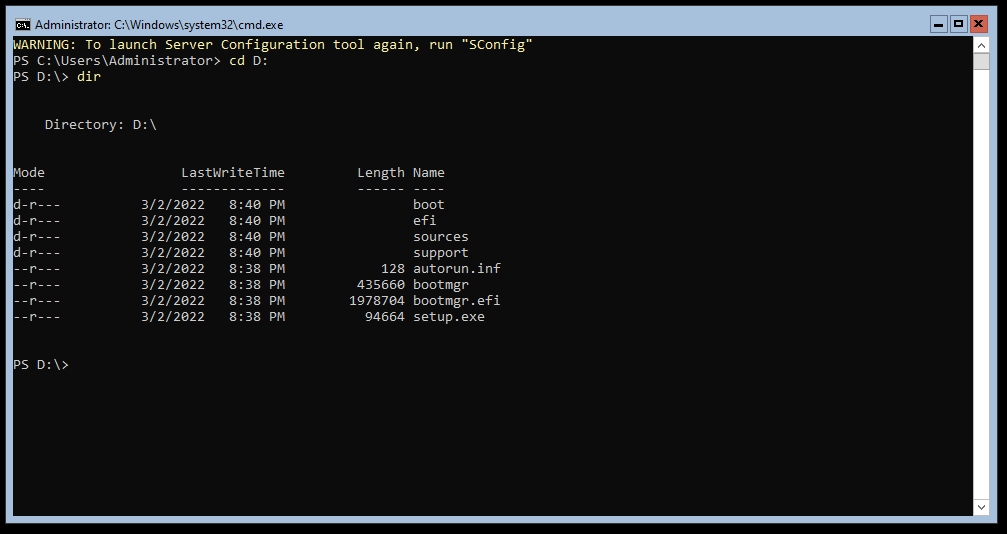 Administrator: C:\Windows\system32\cmd.exe
WARNING: To launch Server Configuration tool again, run "SConfig"
PS C:\Users\Administrator> cd D:
PS D:\> dir
    Directory: D:\
Mode                 LastWriteTime         Length Name
----                 -------------         ------ ----
d-r---          3/2/2022   8:40 PM                boot
d-r---          3/2/2022   8:40 PM                efi
d-r---          3/2/2022   8:40 PM                sources
d-r---          3/2/2022   8:40 PM                support
--r---          3/2/2022   8:38 PM            128 autorun.inf
--r---          3/2/2022   8:38 PM         435660 bootmgr
--r---          3/2/2022   8:38 PM        1978704 bootmgr.efi
--r---          3/2/2022   8:38 PM          94664 setup.exe
PS D:\>